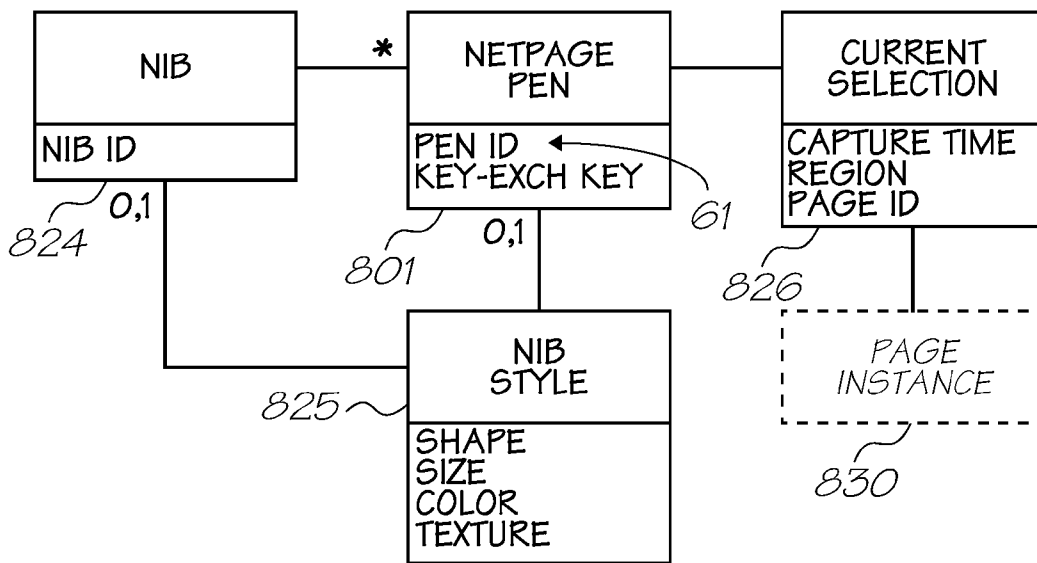 NIB
NIB ID
824
0,1
*
NETPAGE
PEN
PEN ID
KEY-EXCH KEY
801
0,1
61
CURRENT
SELECTION
CAPTURE TIME
REGION
PAGE ID
826
NIB
STYLE
825
SHAPE
SIZE
COLOR
TEXTURE
PAGE
INSTANCE
830